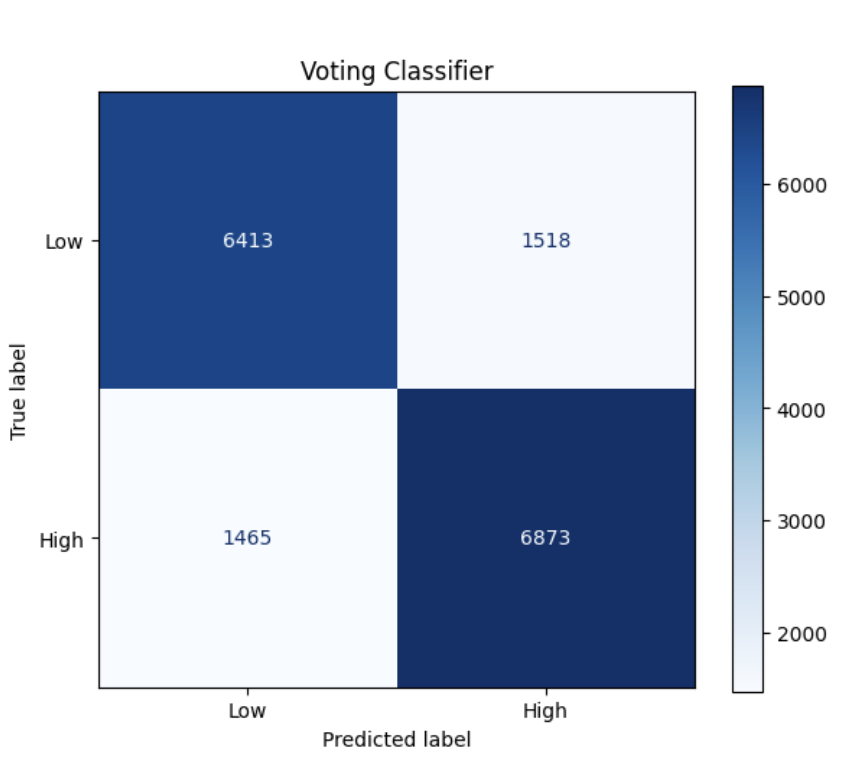 Voting Classifier
True label
Low
6413
1518
High
1465
6873
Low
High
Predicted label
6000
5000
4000
3000
2000